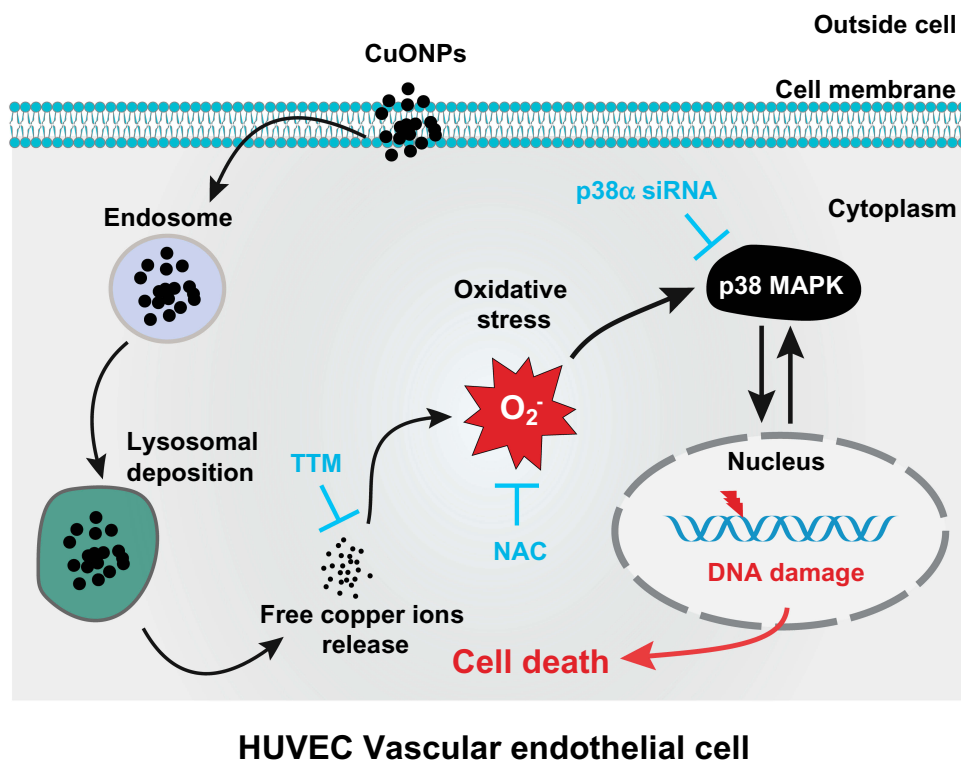 Outside cell
CuONPs
Cell membrane
p38α siRNA
Cytoplasm
Endosome
p38 MAPK
Oxidative
stress
O₂⁻
Lysosomal
deposition
TTM
Nucleus
NAC
DNA damage
Free copper ions
release
Cell death
HUVEC Vascular endothelial cell